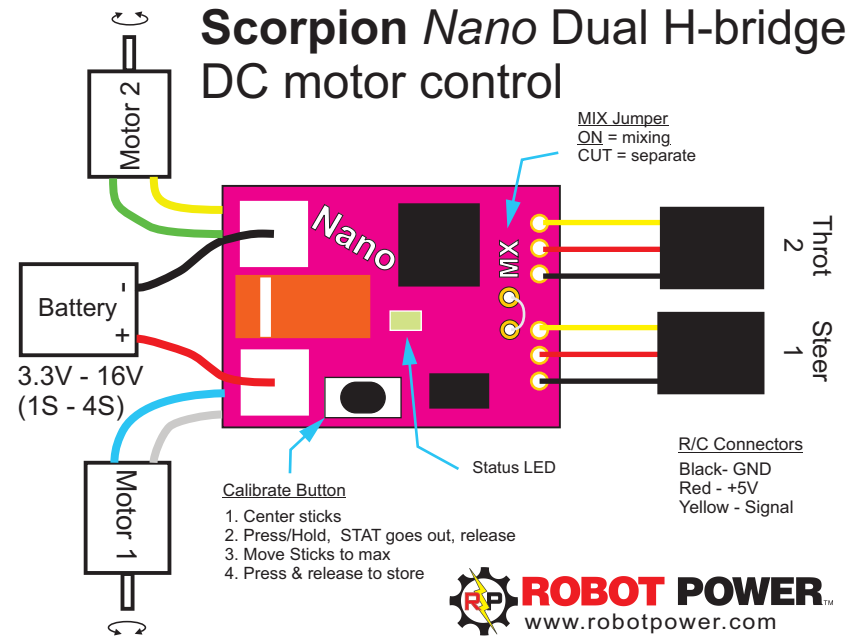 Scorpion Nano Dual H-bridge
DC motor control
Motor 2
MIX Jumper
ON = mixing
CUT = separate
Nano
MX
Throt
2
Battery
-
+
3.3V - 16V
(1S - 4S)
Steer
1
Motor 1
Status LED
Calibrate Button
1. Center sticks
2. Press/Hold, STAT goes out, release
3. Move Sticks to max
4. Press & release to store
R/C Connectors
Black- GND
Red - +5V
Yellow - Signal
RP
ROBOT POWER™
www.robotpower.com